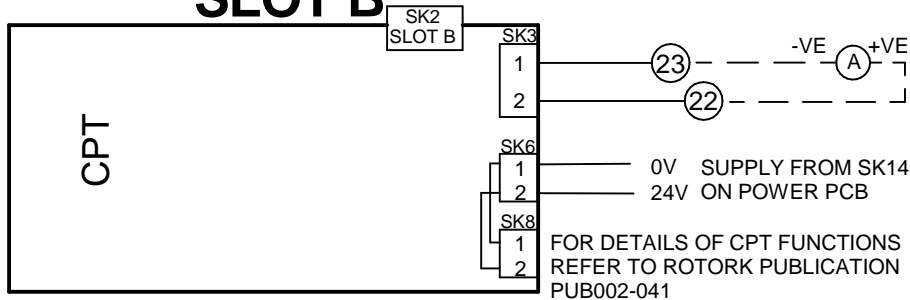 SLOT B
SK2
SLOT B
SK3
1
2
23
22
-VE
A
+VE
CPT
SK6
1
2
0V
24V
SUPPLY FROM SK14
ON POWER PCB
SK8
1
2
FOR DETAILS OF CPT FUNCTIONS
REFER TO ROTORK PUBLICATION
PUB002-041